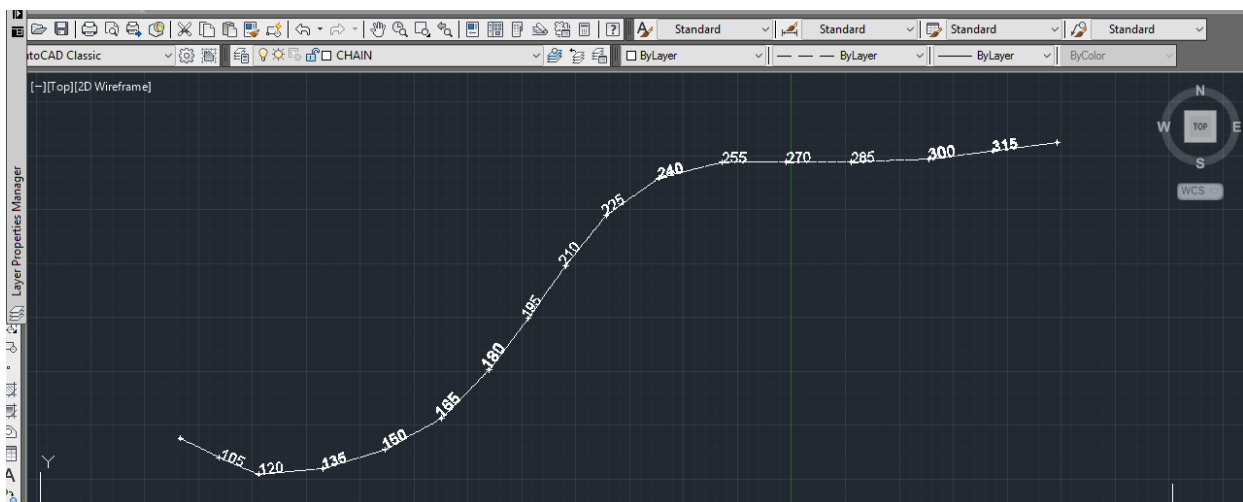 Standard Standard Standard Standard
CHAIN ByLayer ByLayer ByLayer ByColor
Classic
[−][Top][2D Wireframe]
N
W TOP E
S
WCS
Layer Properties Manager
315
300
255 270 285
240
225
210
195
180
165
150
135
120
105
Y
A